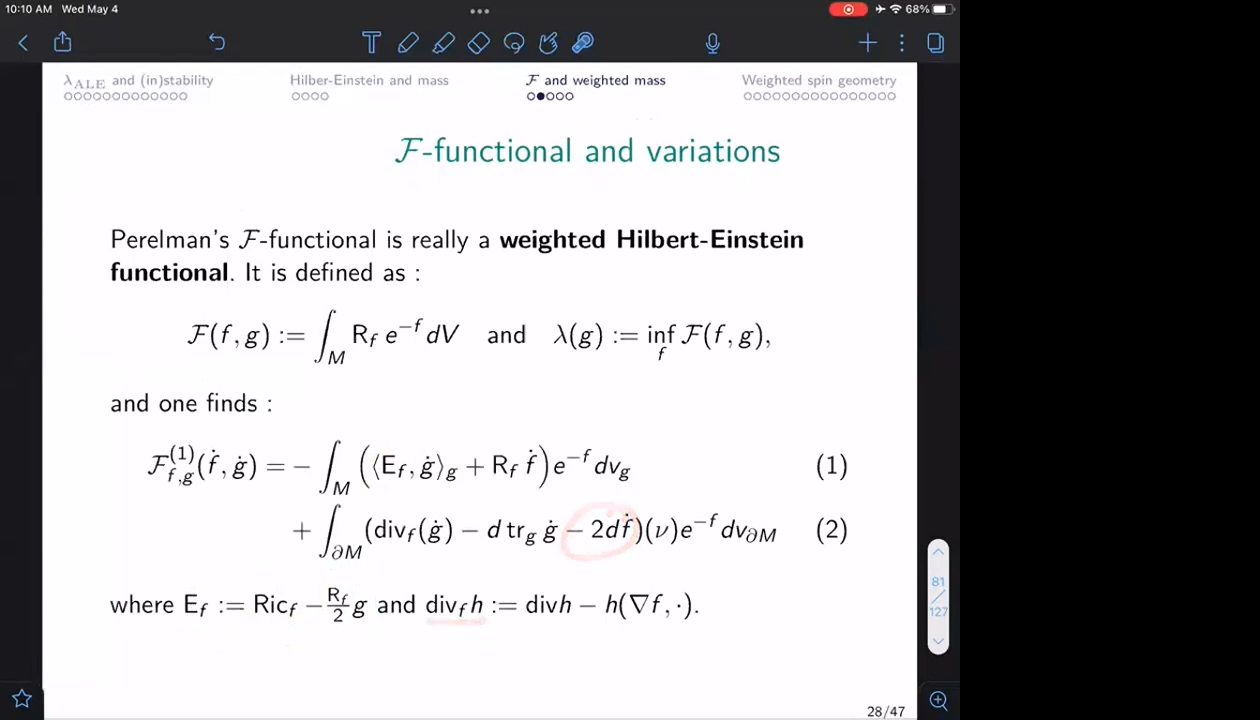 10:10 AM Wed May 4
68%
λALE and (in)stability
Hilber-Einstein and mass
ℱ and weighted mass
Weighted spin geometry
ℱ-functional and variations
Perelman's ℱ-functional is really a weighted Hilbert-Einstein
functional. It is defined as :
ℱ(f, g) := ∫_M R_f e^{−f} dV and λ(g) := inf_f ℱ(f, g),
and one finds :
ℱ^{(1)}_{f,g}(ḟ, ġ) = − ∫_M (⟨E_f, ġ⟩_g + R_f ḟ) e^{−f} dv_g (1)
+ ∫_{∂M} (div_f(ġ) − d tr_g ġ − 2dḟ)(ν)e^{−f} dv_{∂M} (2)
where E_f := Ric_f − R_f/2 g and div_f h := divh − h(∇f, ·).
81
/
127
28/47